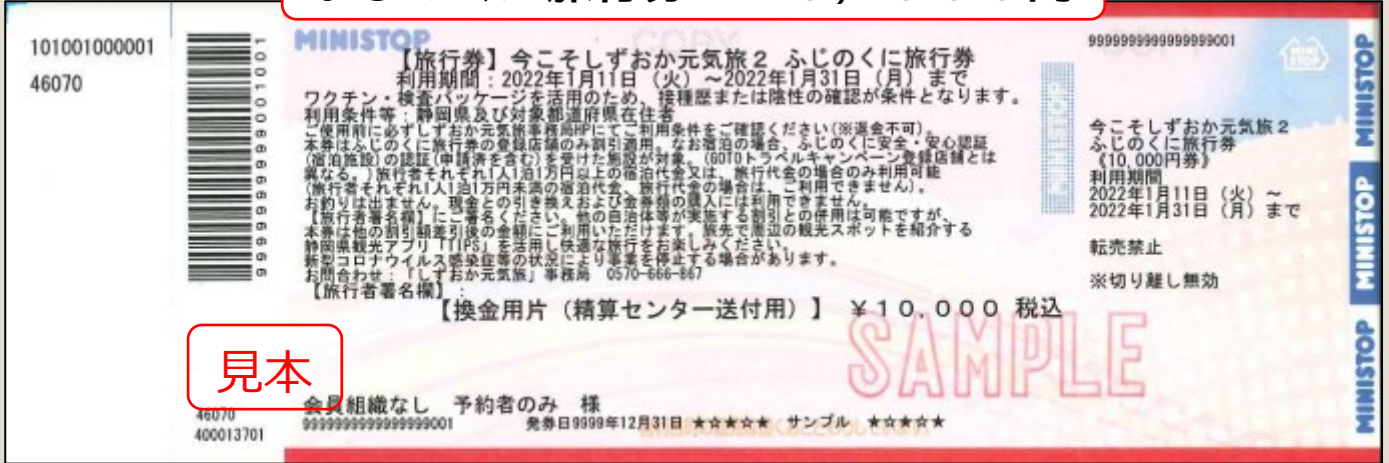 101001000001
46070
MINISTOP
【旅行券】今こそしずおか元気旅2 ふじのくに旅行券
利用期間：2022年1月11日（火）～2022年1月31日（月）まで
ワクチン・検査パッケージを活用のため、接種歴または陰性の確認が条件となります。
利用条件等：静岡県及び対象都道府県在住者
ご使用前に必ずしずおか元気旅事務局HPにてご利用条件をご確認ください(※返金不可)。
本券はふじのくに旅行券の登録店舗のみ割引適用。なお宿泊の場合、ふじのくに安全・安心認証
(宿泊施設)の認証(申請済を含む)を受けた施設が対象。(GOTOトラベルキャンペーン登録店舗とは
異なる。)旅行者それぞれ1人1泊1万円以上の宿泊代金又は、旅行代金の場合のみ利用可能
(旅行者それぞれ1人1泊1万円未満の宿泊代金、旅行代金の場合は、ご利用できません)。
お釣りは出ません。現金との引き換えおよび金券類の購入には利用できません。
【旅行者署名欄】にご署名ください。他の自治体等が実施する割引との併用は可能ですが、
本券は他の割引額差引後の金額にご利用いただけます。旅先で周辺の観光スポットを紹介する
静岡県観光アプリ「TIPS」を活用し快適な旅行をお楽しみください。
新型コロナウイルス感染症等の状況により事業を停止する場合があります。
お問合わせ：「しずおか元気旅」事務局 0570-666-867
【旅行者署名欄】：
【換金用片（精算センター送付用）】 ￥10,000 税込
SAMPLE
見本
46070
400013701
会員組織なし 予約者のみ 様
9999999999999999001 発券日9999年12月31日 ★☆★☆★ サンプル ★☆★☆★
9999999999999999001
MINI STOP
今こそしずおか元気旅2
ふじのくに旅行券
《10,000円券》
利用期間
2022年1月11日（火）～
2022年1月31日（月）まで
転売禁止
※切り離し無効
MINISTOP
MINISTOP
MINISTOP
MINISTOP